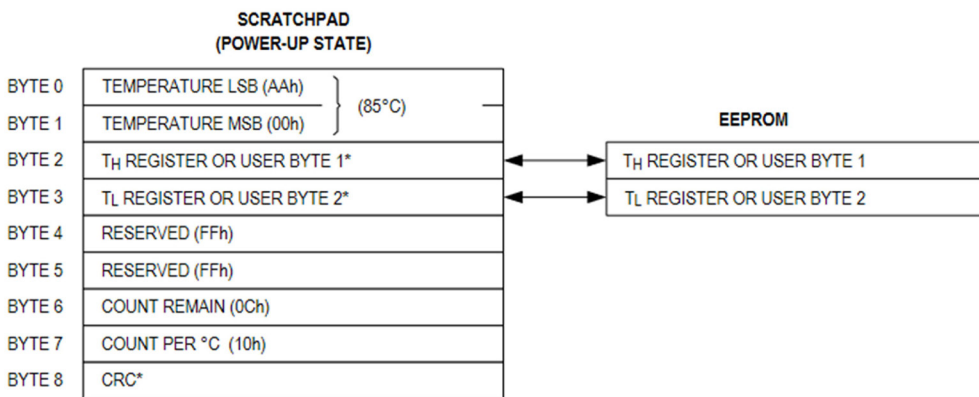 SCRATCHPAD
(POWER-UP STATE)
BYTE 0 TEMPERATURE LSB (AAh)
(85°C)
BYTE 1 TEMPERATURE MSB (00h)
EEPROM
BYTE 2 TH REGISTER OR USER BYTE 1* TH REGISTER OR USER BYTE 1
BYTE 3 TL REGISTER OR USER BYTE 2* TL REGISTER OR USER BYTE 2
BYTE 4 RESERVED (FFh)
BYTE 5 RESERVED (FFh)
BYTE 6 COUNT REMAIN (0Ch)
BYTE 7 COUNT PER °C (10h)
BYTE 8 CRC*